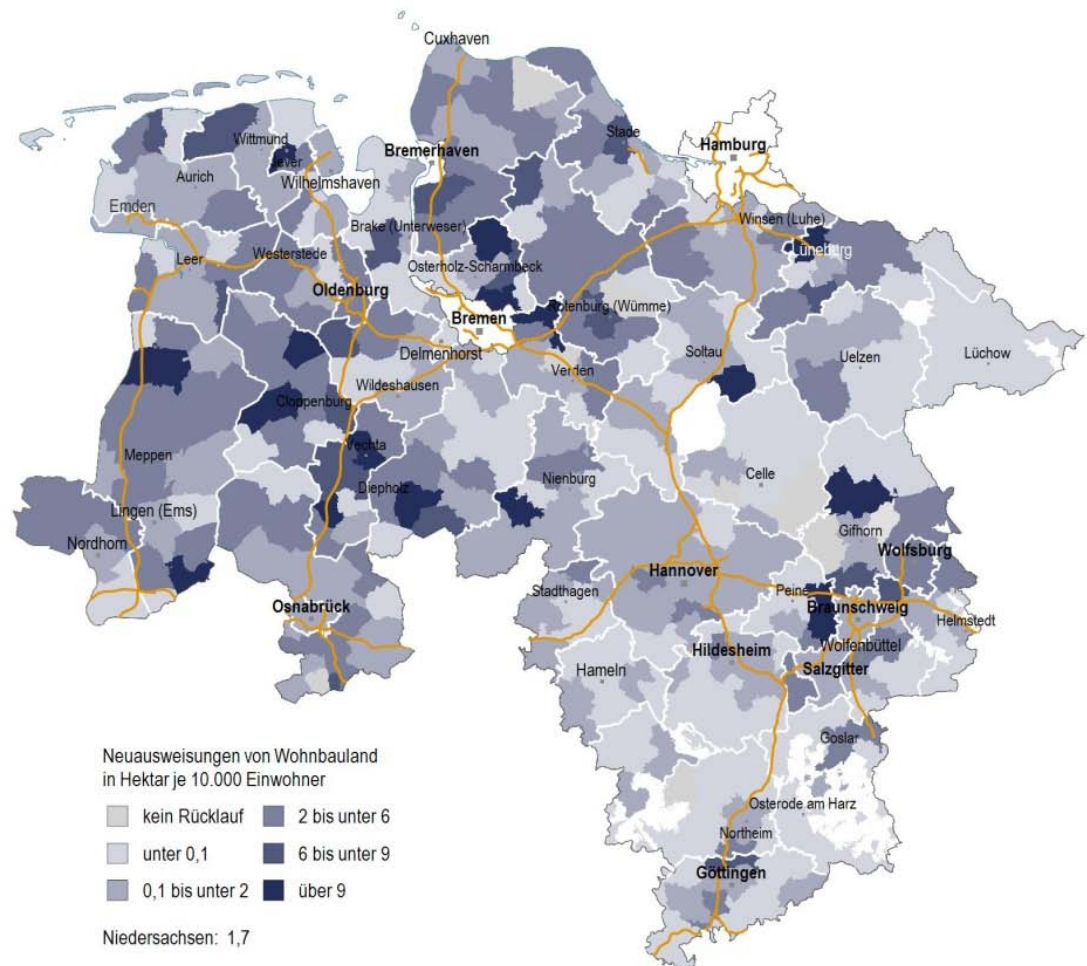 Cuxhaven
Stade
Hamburg
Wittmund
Jever
Bremerhaven
Aurich
Wilhelmshaven
Emden
Brake (Unterweser)
Winsen (Luhe)
Lüneburg
Leer
Westerstede
Osterholz-Scharmbeck
Oldenburg
Rotenburg (Wümme)
Bremen
Delmenhorst
Soltau
Uelzen
Lüchow
Verden
Wildeshausen
Cloppenburg
Vechta
Meppen
Celle
Nienburg
Diepholz
Lingen (Ems)
Gifhorn
Nordhorn
Wolfsburg
Hannover
Stadthagen
Peine
Osnabrück
Braunschweig
Helmstedt
Wolfenbüttel
Hildesheim
Salzgitter
Hameln
Goslar
Osterode am Harz
Northeim
Göttingen
Neuausweisungen von Wohnbauland
in Hektar je 10.000 Einwohner
kein Rücklauf
2 bis unter 6
unter 0,1
6 bis unter 9
0,1 bis unter 2
über 9
Niedersachsen: 1,7